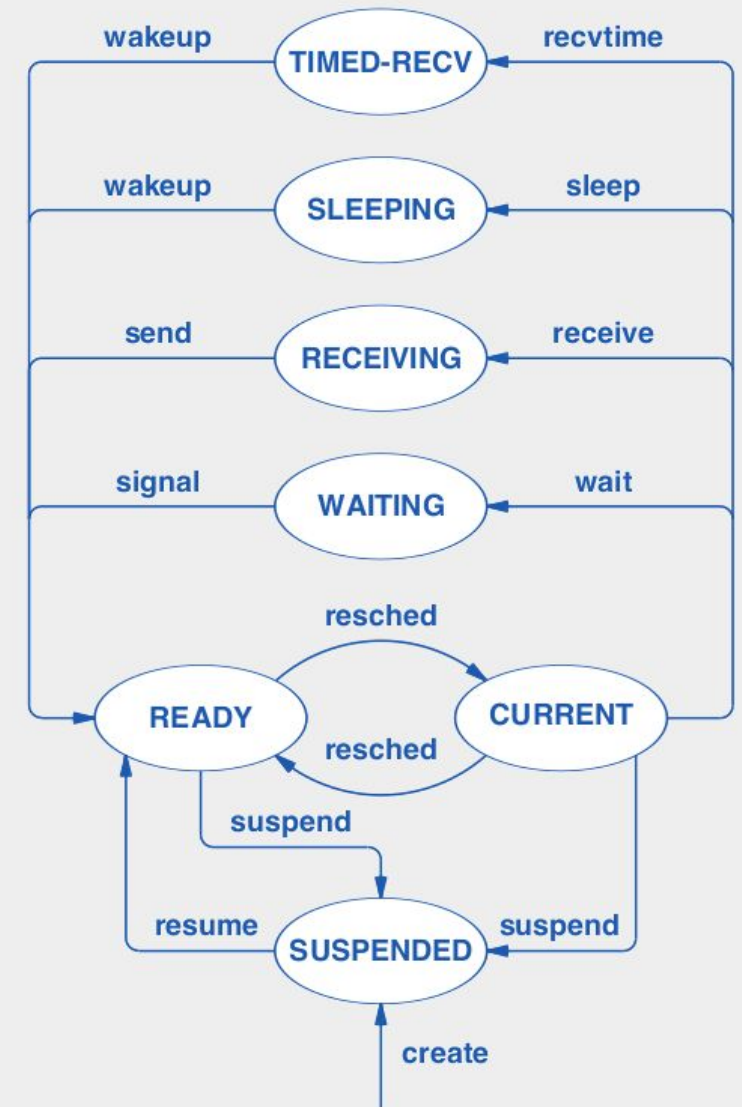 wakeup TIMED-RECV recvtime
wakeup SLEEPING sleep
send RECEIVING receive
signal WAITING wait
resched
READY CURRENT
resched
suspend
resume SUSPENDED suspend
create